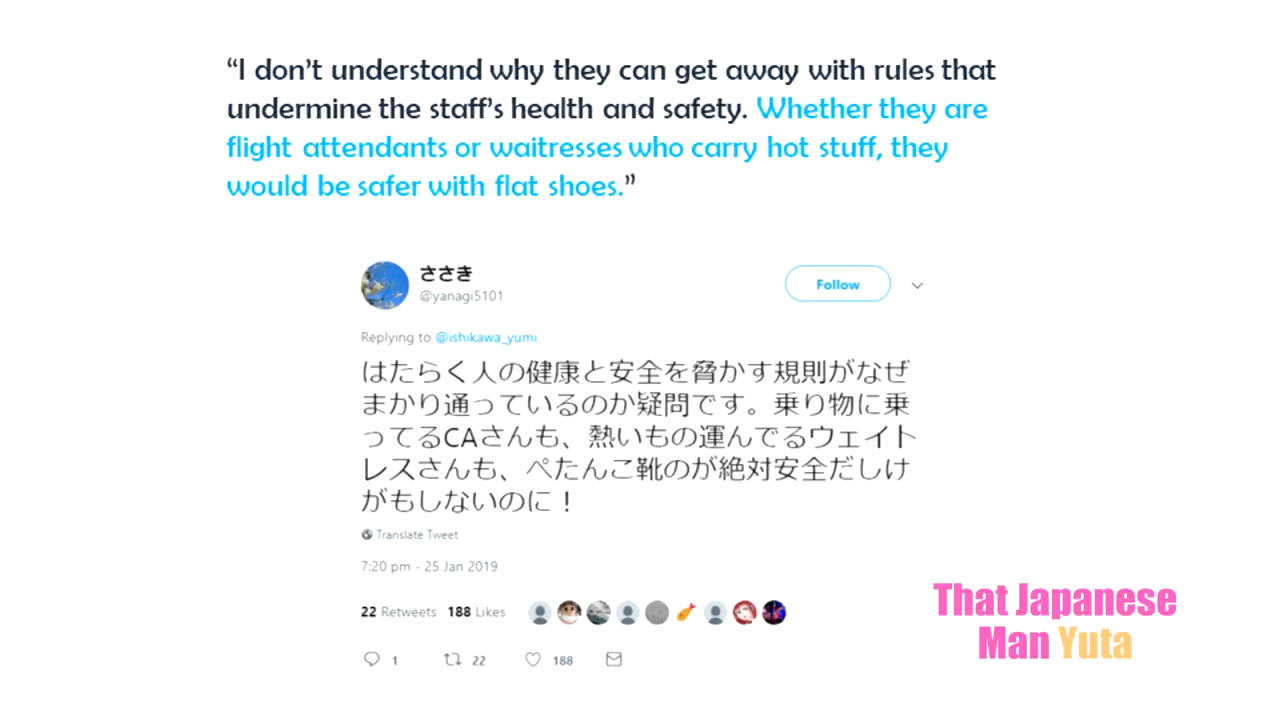 “I don’t understand why they can get away with rules that
undermine the staff’s health and safety. Whether they are
flight attendants or waitresses who carry hot stuff, they
would be safer with flat shoes.”
ささき
@yanagi5101
Follow
Replying to @ishikawa_yumi
はたらく人の健康と安全を脅かす規則がなぜ
まかり通っているのか疑問です。乗り物に乗
ってるCAさんも、熱いもの運んでるウェイト
レスさんも、ぺたんこ靴のが絶対安全だしけ
がもしないのに！
Translate Tweet
7:20 pm - 25 Jan 2019
22 Retweets 188 Likes
1 22 188
That Japanese
Man Yuta